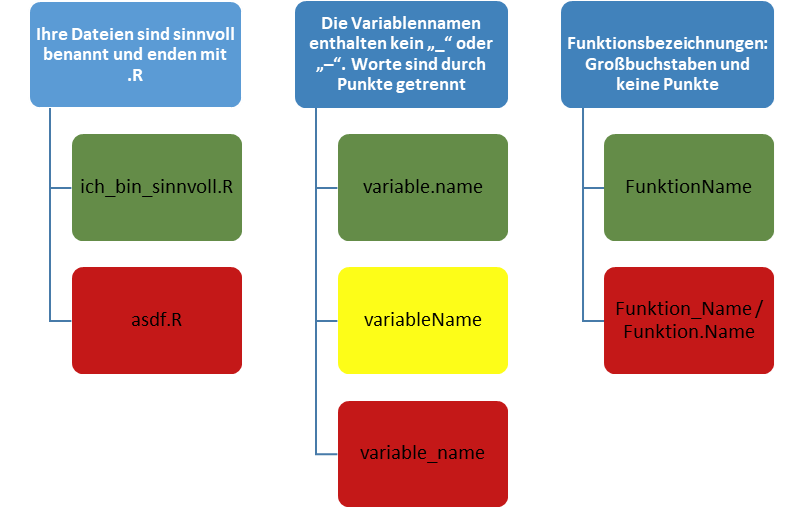 Ihre Dateien sind sinnvoll
benannt und enden mit
.R
ich_bin_sinnvoll.R
asdf.R
Die Variablennamen
enthalten kein „_“ oder
„–“. Worte sind durch
Punkte getrennt
variable.name
variableName
variable_name
Funktionsbezeichnungen:
Großbuchstaben und
keine Punkte
FunktionName
Funktion_Name /
Funktion.Name